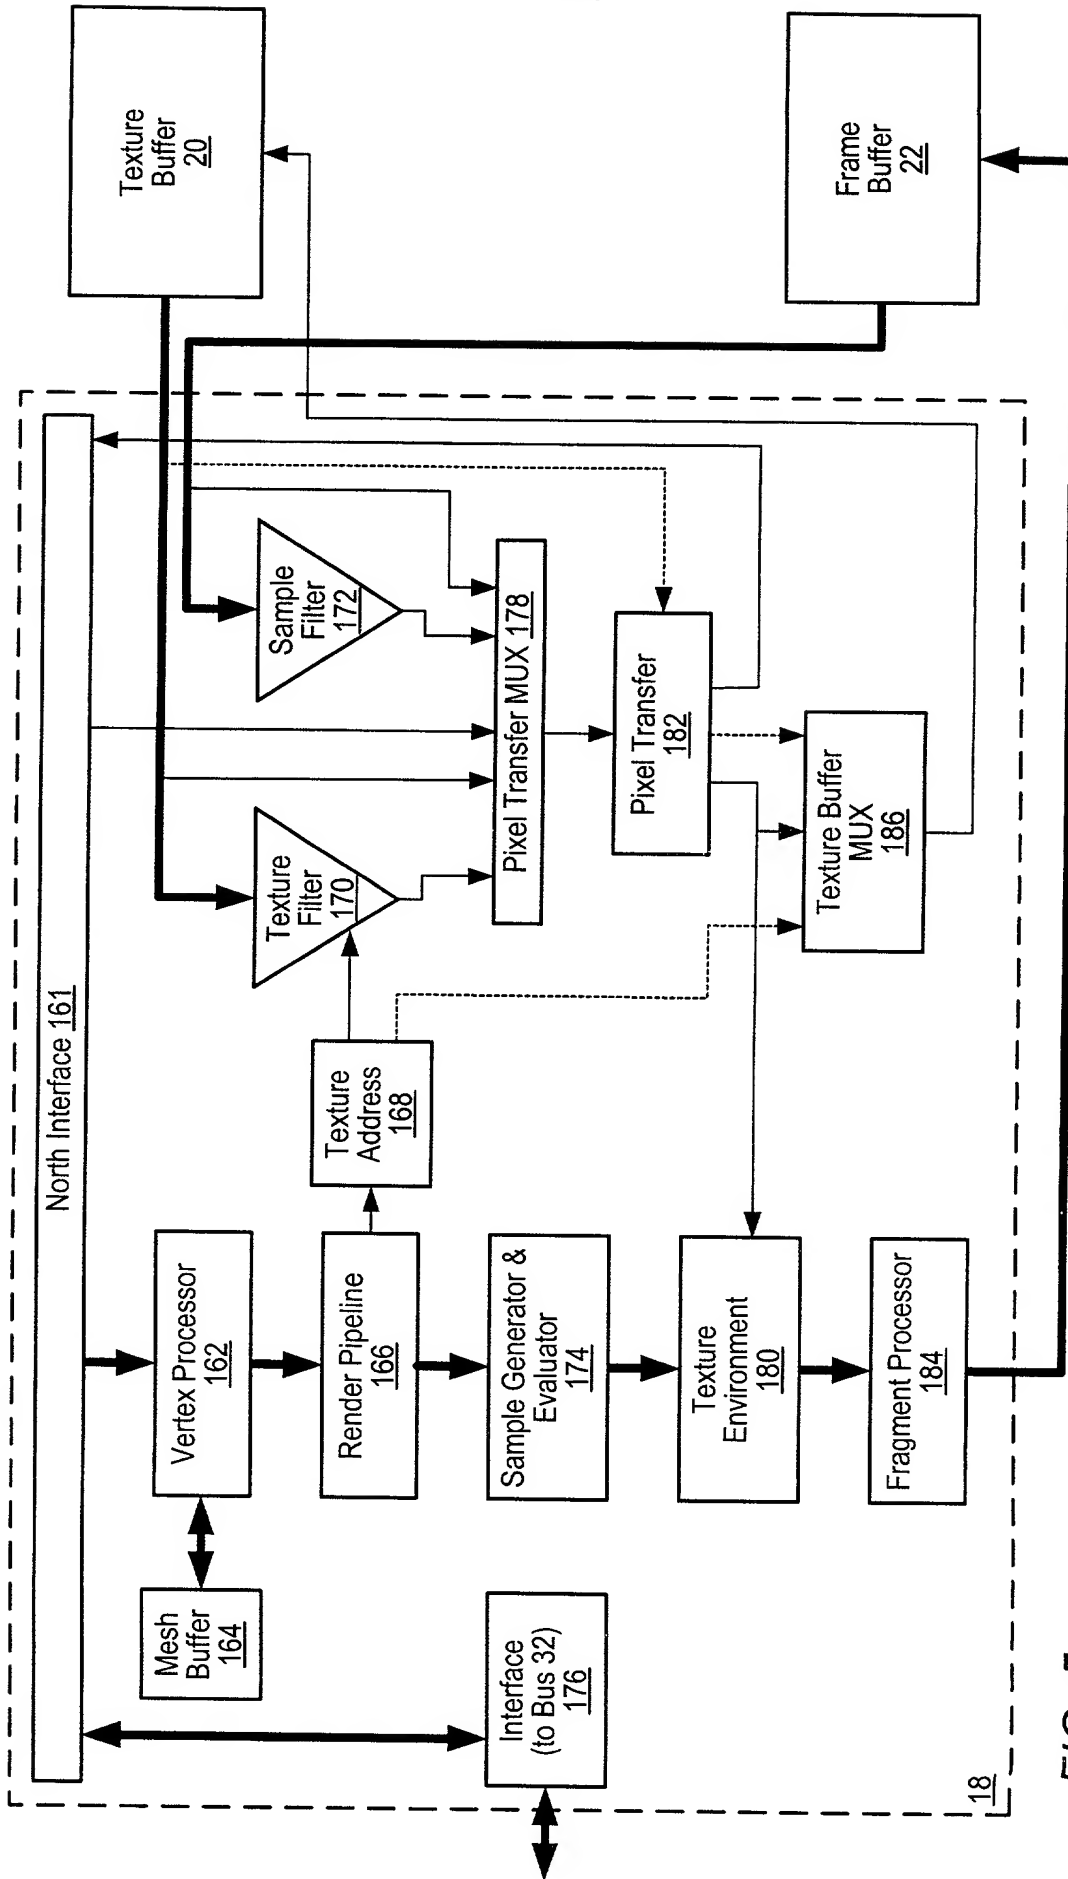 North Interface 161
Vertex Processor
162
Mesh
Buffer
164
Render Pipeline
166
Texture
Address
168
Texture
Filter
170
Sample
Filter
172
Sample Generator &
Evaluator
174
Interface
(to Bus 32)
176
Pixel Transfer MUX 178
Texture
Environment
180
Pixel Transfer
182
Fragment Processor
184
Texture Buffer
MUX
186
Texture
Buffer
20
Frame
Buffer
22
18